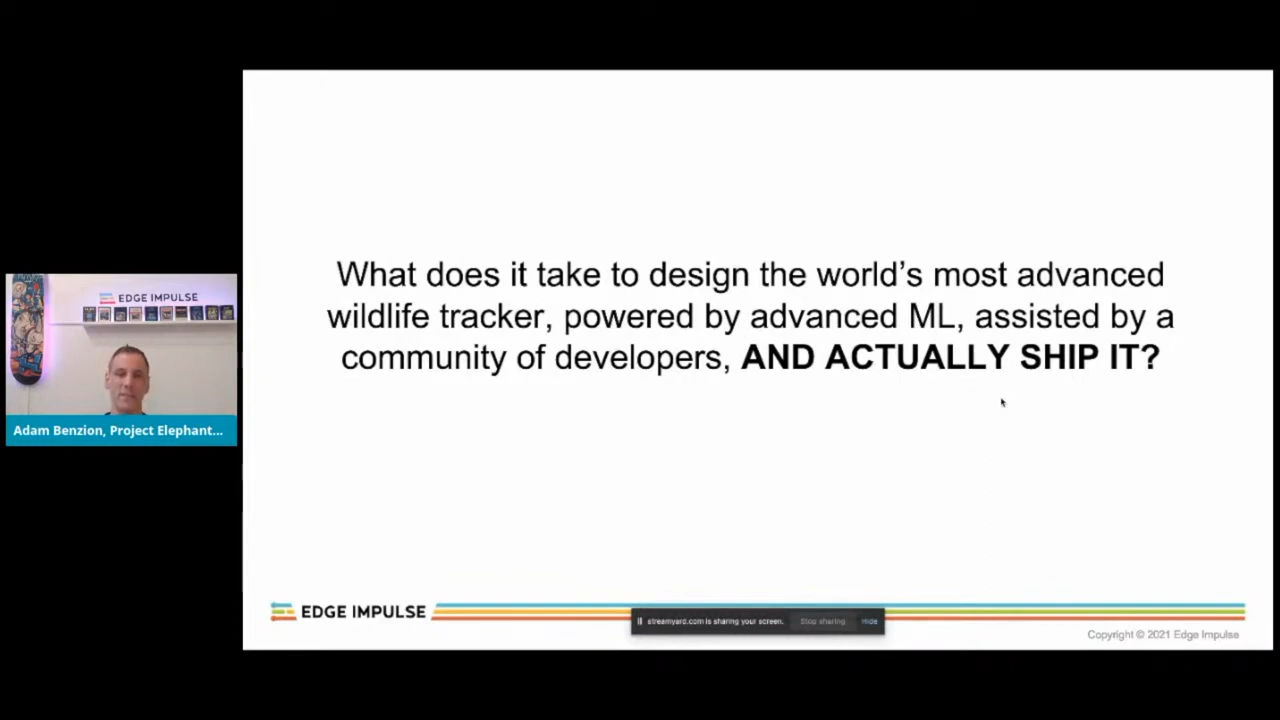 EDGE IMPULSE
Adam Benzion, Project Elephant...
What does it take to design the world’s most advanced
wildlife tracker, powered by advanced ML, assisted by a
community of developers, AND ACTUALLY SHIP IT?
EDGE IMPULSE
streamyard.com is sharing your screen. Stop sharing Hide
Copyright © 2021 Edge Impulse